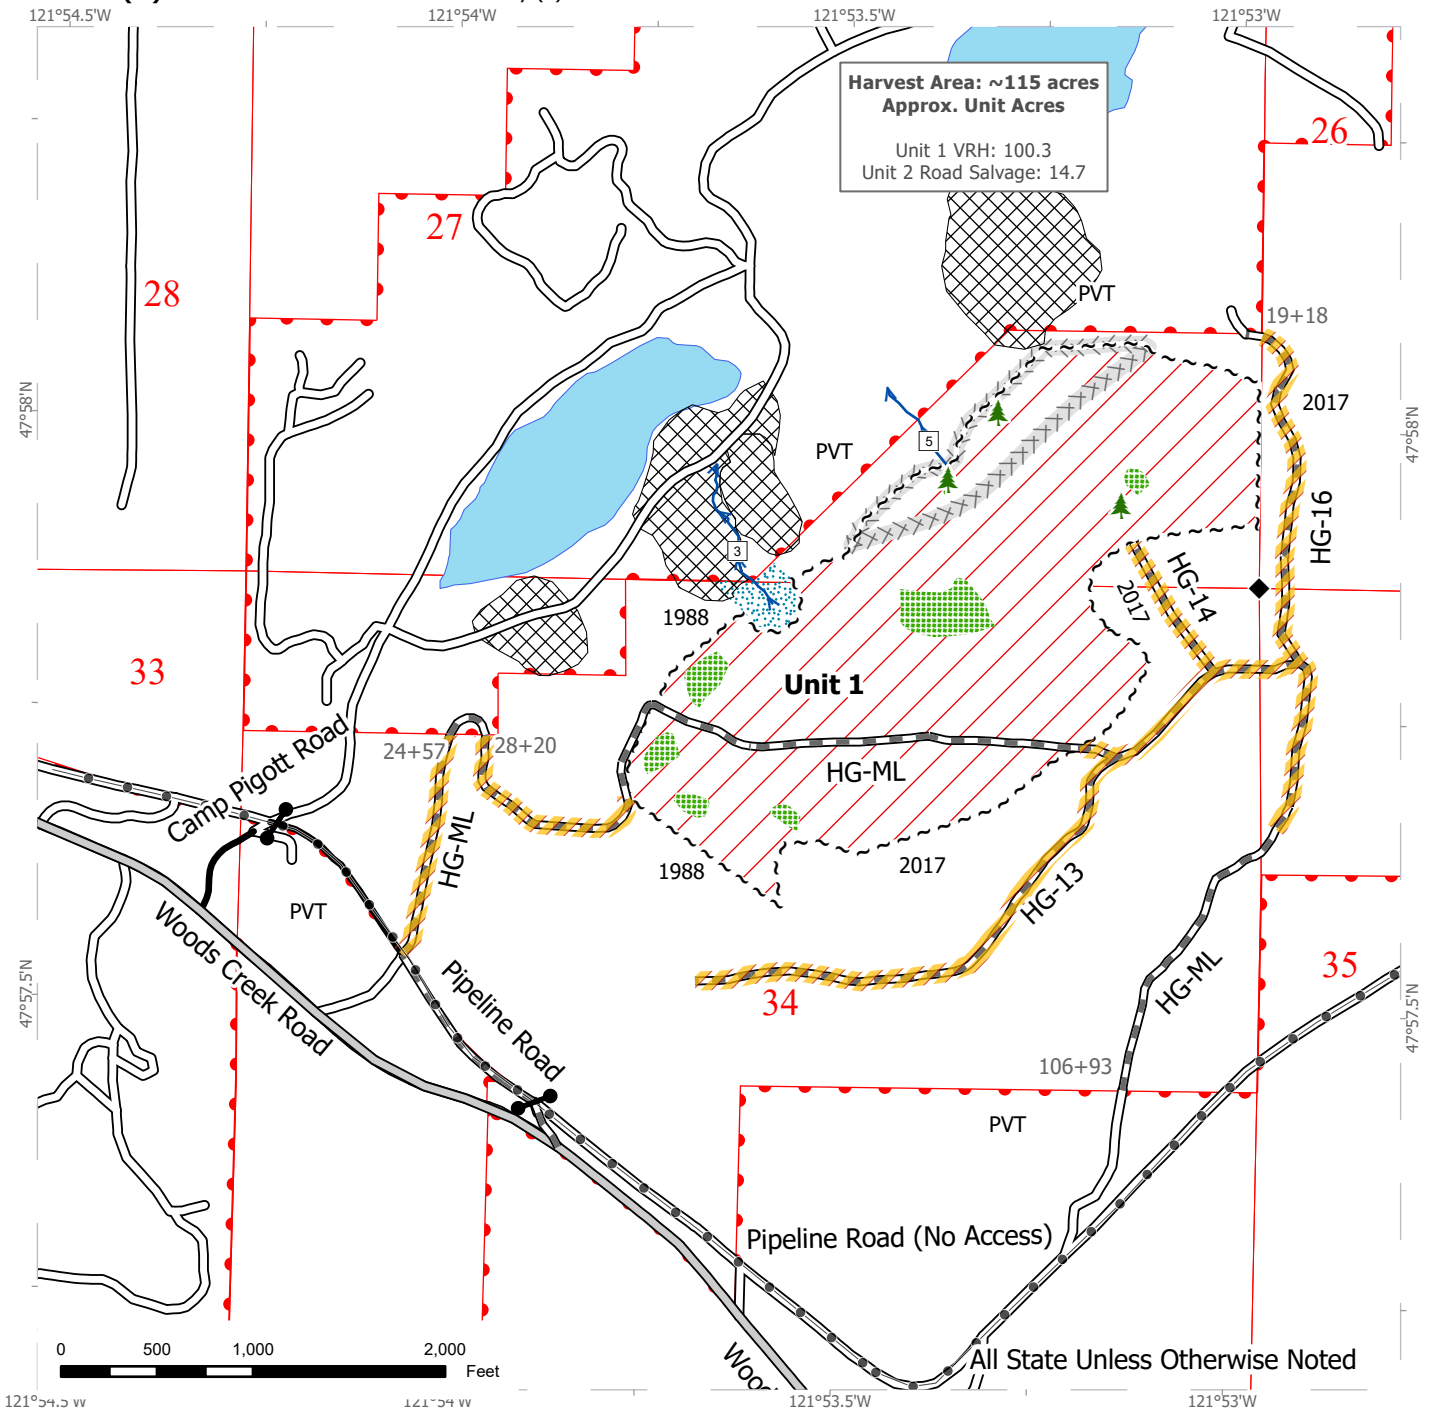 121°54.5'W
121°54'W
121°53.5'W
121°53'W
Harvest Area: ~115 acres
Approx. Unit Acres
Unit 1 VRH: 100.3
Unit 2 Road Salvage: 14.7
26
27
28
PVT
19+18
2017
47°58'N
47°58'N
PVT
5
HG-16
3
HG-14
2017
1988
33
Unit 1
24+57
28+20
Camp Pigott Road
HG-ML
HG-ML
1988
2017
HG-13
PVT
Woods Creek Road
Pipeline Road
HG-ML
35
34
47°57.5'N
47°57.5'N
106+93
PVT
Pipeline Road (No Access)
0 500 1,000 2,000
Feet
All State Unless Otherwise Noted
121°54.5'W
121°53.5'W
121°53'W